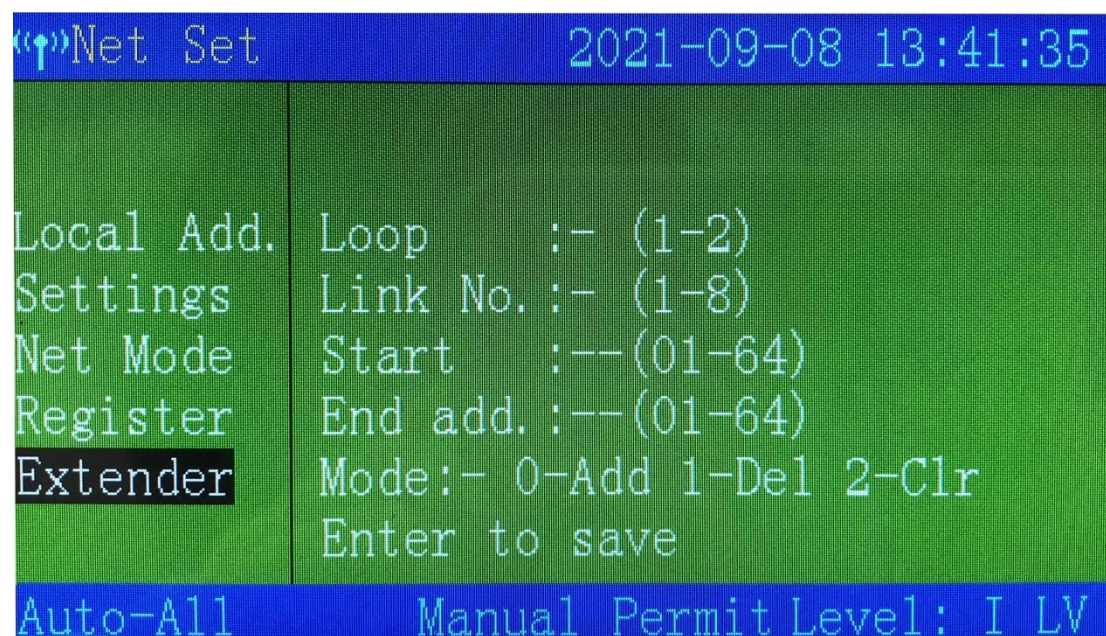 Net Set 2021-09-08 13:41:35
Local Add.
Settings
Net Mode
Register
Extender
Loop :- (1-2)
Link No.:- (1-8)
Start :--(01-64)
End add.:--(01-64)
Mode:- 0-Add 1-Del 2-Clr
Enter to save
Auto-All Manual Permit Level: I LV